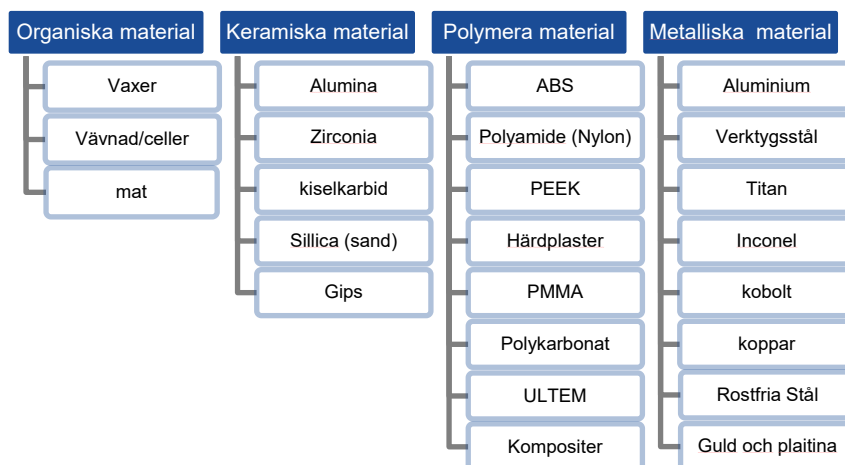 Organiska material
Vaxer
Vävnad/celler
mat
Keramiska material
Alumina
Zirconia
kiselkarbid
Sillica (sand)
Gips
Polymera material
ABS
Polyamide (Nylon)
PEEK
Härdplaster
PMMA
Polykarbonat
ULTEM
Kompositer
Metalliska material
Aluminium
Verktygsstål
Titan
Inconel
kobolt
koppar
Rostfria Stål
Guld och plaitina